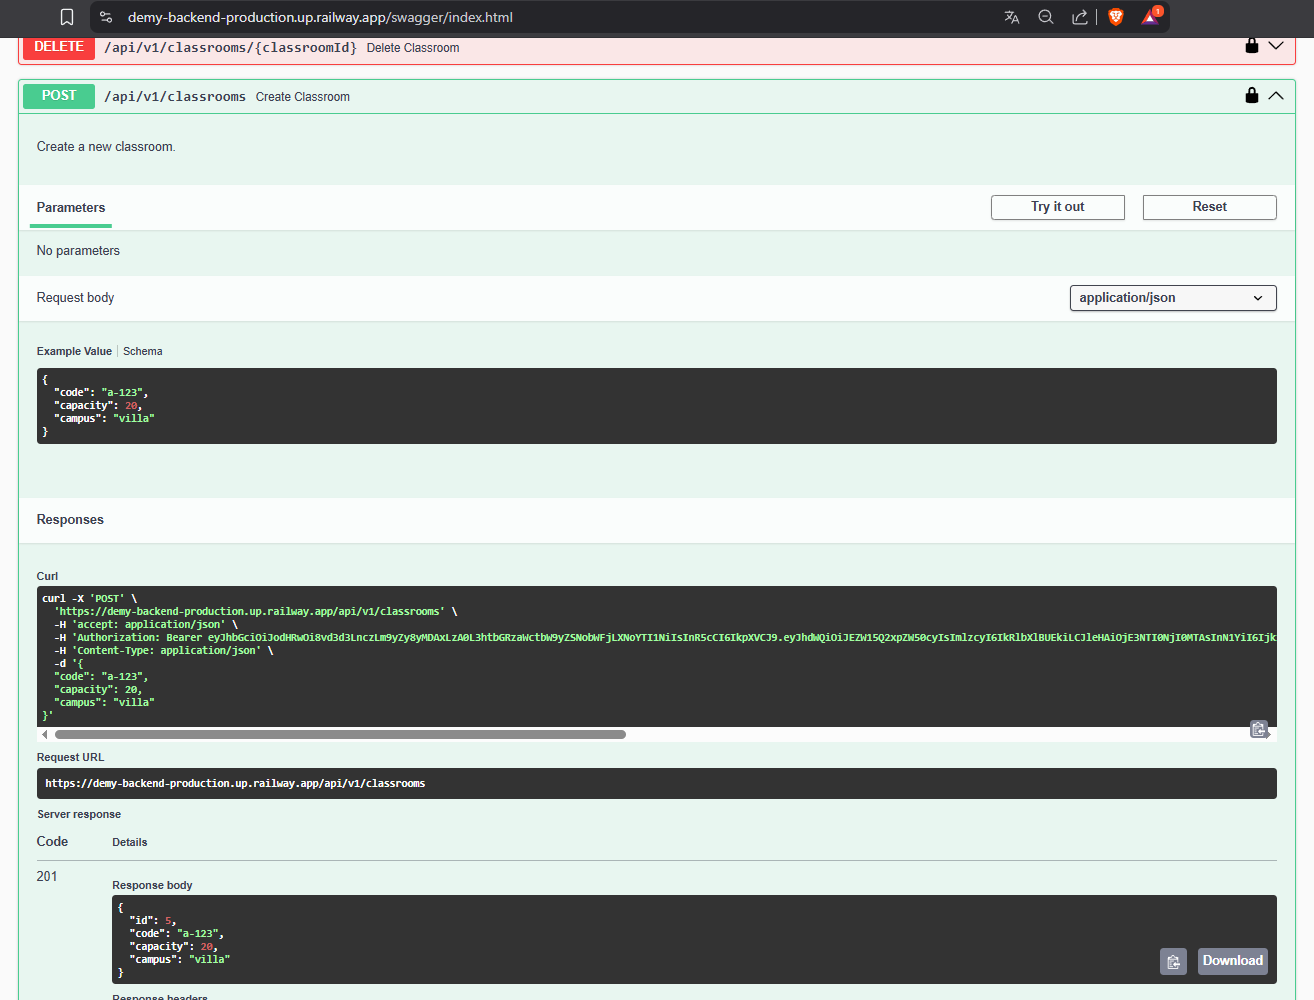 demy-backend-production.up.railway.app/swagger/index.html
1
DELETE /api/v1/classrooms/{classroomId} Delete Classroom
POST /api/v1/classrooms Create Classroom
Create a new classroom.
Parameters
Try it out
Reset
No parameters
Request body
application/json
Example Value | Schema
{
"code": "a-123",
"capacity": 20,
"campus": "villa"
}
Responses
Curl
curl -X 'POST' \
'https://demy-backend-production.up.railway.app/api/v1/classrooms' \
-H 'accept: application/json' \
-H 'Authorization: Bearer
-H 'Content-Type: application/json' \
-d '{
"code": "a-123",
"capacity": 20,
"campus": "villa"
}'
Request URL
https://demy-backend-production.up.railway.app/api/v1/classrooms
Server response
Code Details
201
Response body
{
"id": 5,
"code": "a-123",
"capacity": 20,
"campus": "villa"
}
Download
Response headers